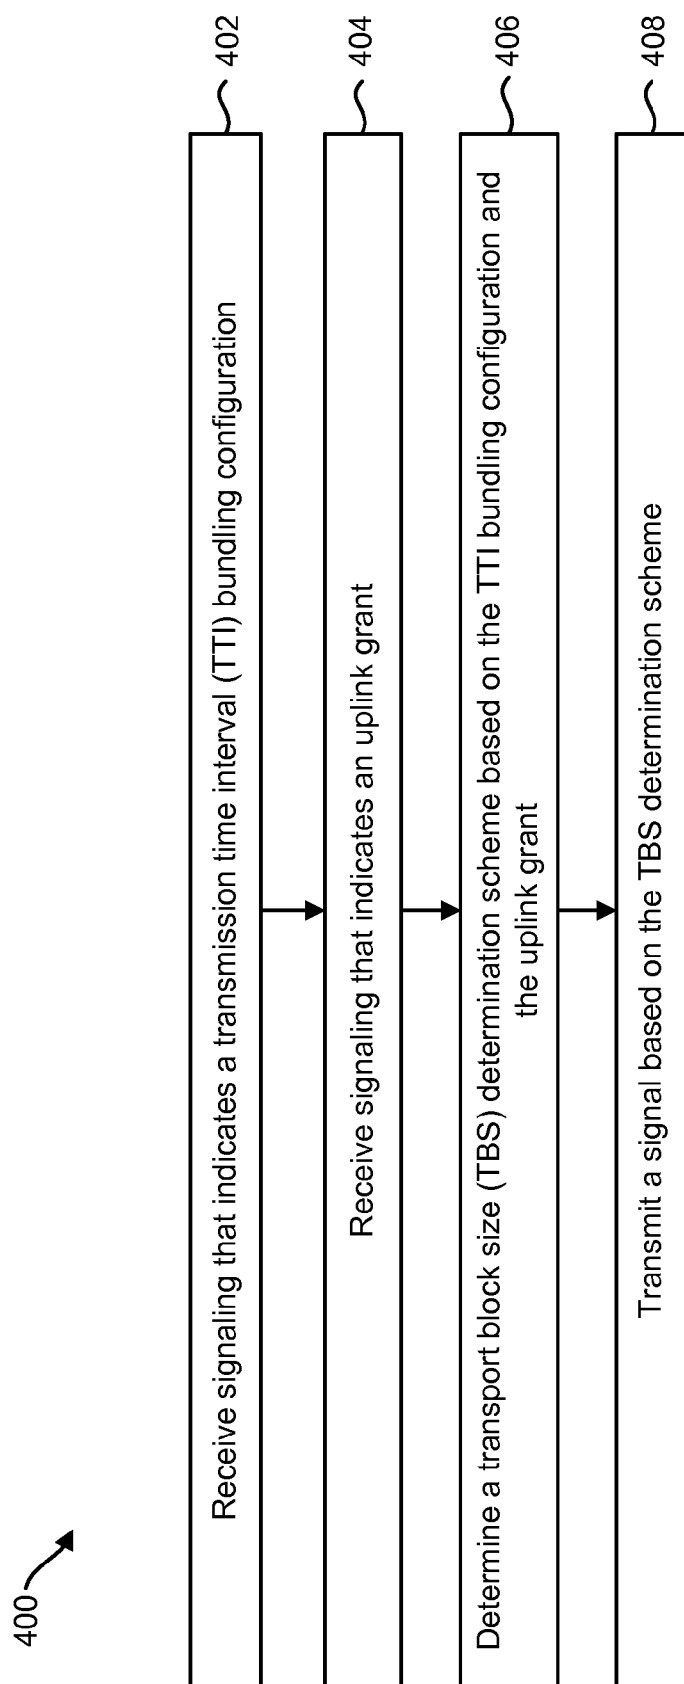 400
Receive signaling that indicates a transmission time interval (TTI) bundling configuration
402
Receive signaling that indicates an uplink grant
404
Determine a transport block size (TBS) determination scheme based on the TTI bundling configuration and
the uplink grant
406
Transmit a signal based on the TBS determination scheme
408